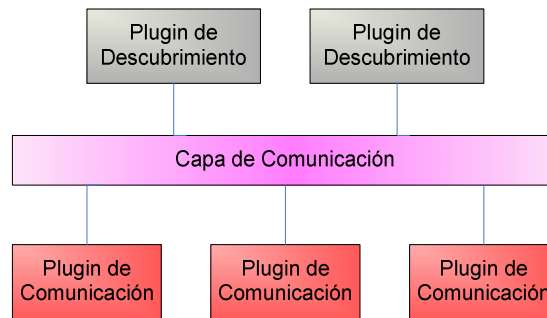 Plugin de
Descubrimiento
Plugin de
Descubrimiento
Capa de Comunicación
Plugin de
Comunicación
Plugin de
Comunicación
Plugin de
Comunicación